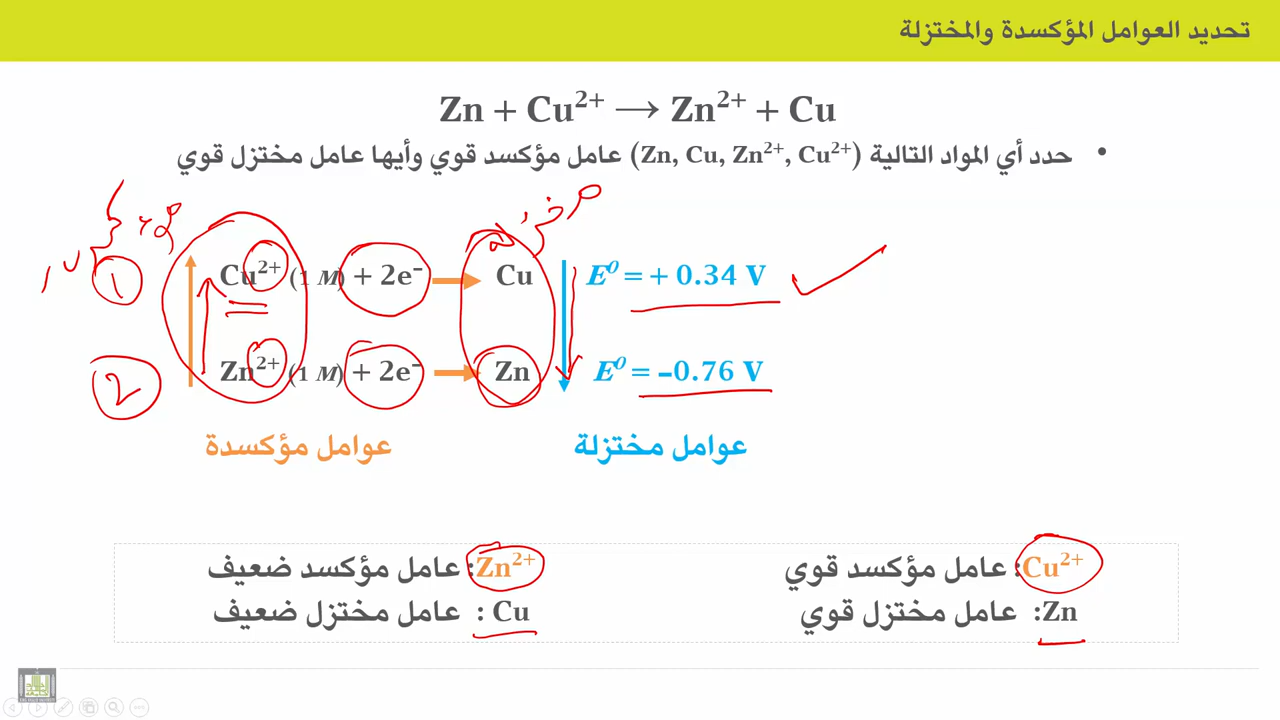 تحديد العوامل المؤكسدة والمختزلة
Zn + Cu²⁺ ⟶ Zn²⁺ + Cu
• حدد أي المواد التالية (Zn, Cu, Zn²⁺, Cu²⁺) عامل مؤكسد قوي وأيها عامل مختزل قوي
1 Cu²⁺ (1 M) + 2e⁻ Cu E⁰ = + 0.34 V
2 Zn²⁺ (1 M) + 2e⁻ Zn E⁰ = –0.76 V
عوامل مختزلة عوامل مؤكسدة
Cu²⁺: عامل مؤكسد قوي Zn²⁺: عامل مؤكسد ضعيف
Zn: عامل مختزل قوي Cu : عامل مختزل ضعيف